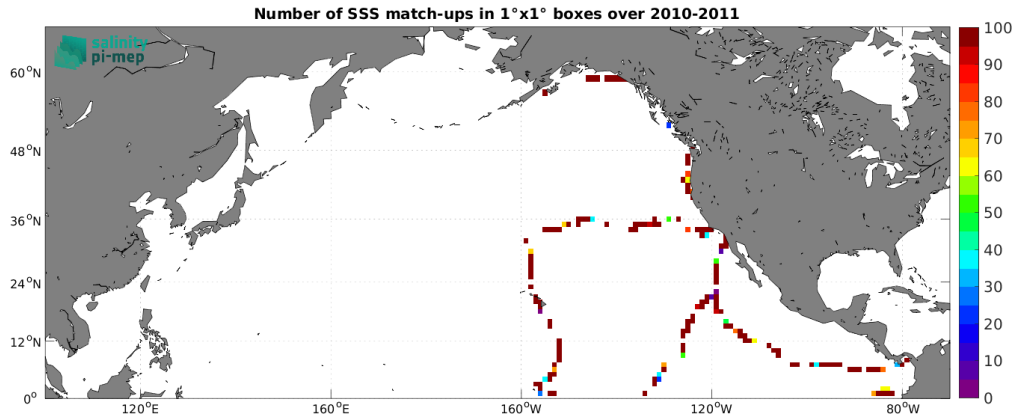 Number of SSS match-ups in 1°x1° boxes over 2010-2011
salinity
pi-mep
60°N
48°N
36°N
24°N
12°N
0°
120°E
160°E
160°W
120°W
80°W
100
90
80
70
60
50
40
30
20
10
0